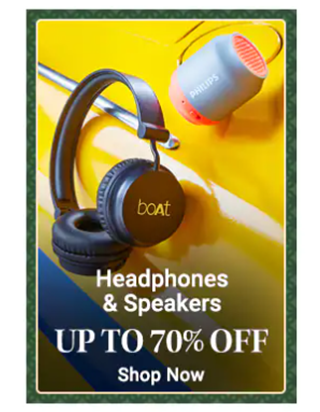 PHILIPS
boAt
Headphones
& Speakers
UP TO 70% OFF
Shop Now